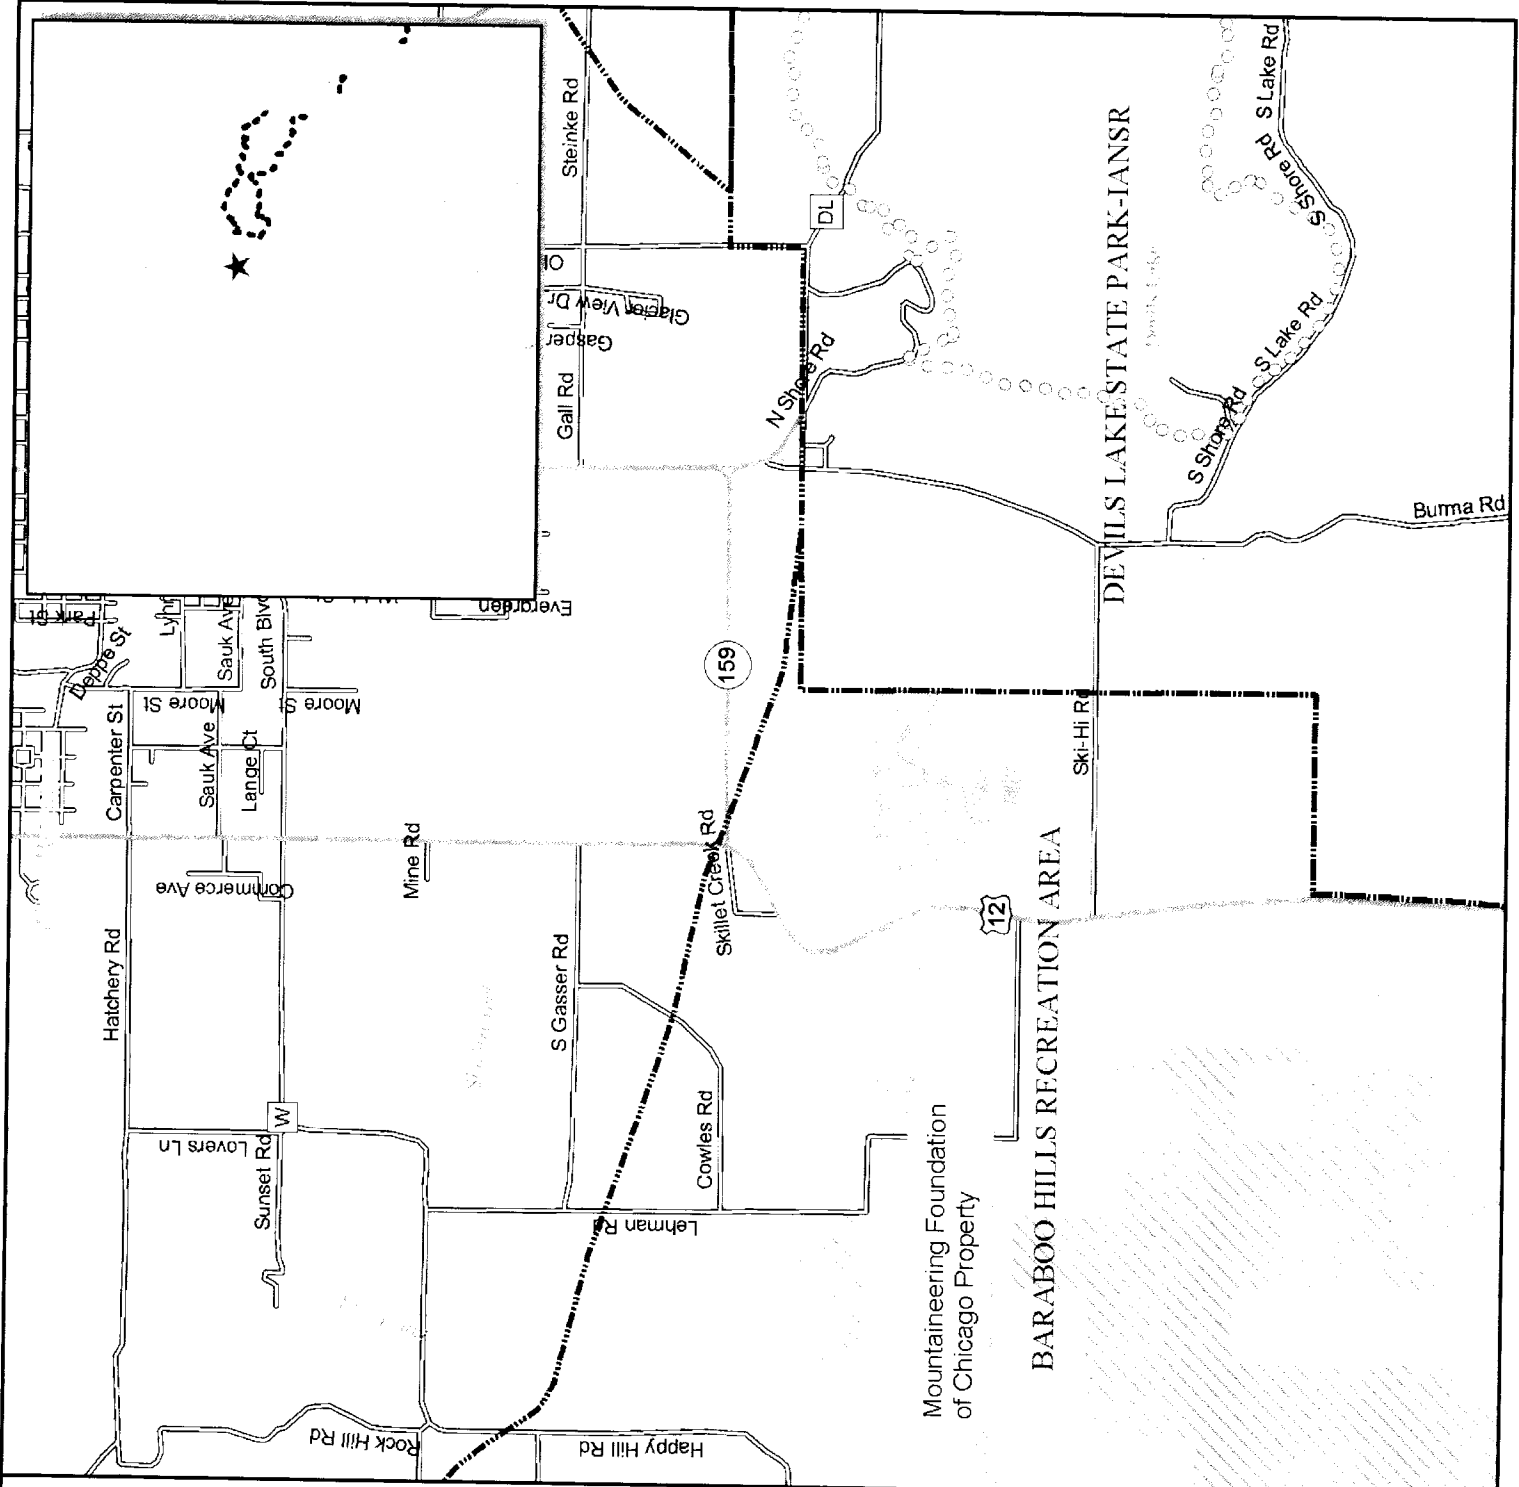 Steinke Rd
Gall Rd
Gasper
Glacier View Dr
N Shore Rd
DL
S Lake Rd
S Shore Rd
S Shore Rd
S Lake Rd
S Shore Rd
Burma Rd
DEVILS LAKE STATE PARK-IANSR
Devils Lake
Evergreen
Park St
Deppe St
Sauk Ave
South Blvd
Moore St
Moore St
Carpenter St
Sauk Ave
Lange Ct
159
Ski-Hi Rd
Commerce Ave
Mine Rd
Skillet Creek Rd
12
Hatchery Rd
S Gasser Rd
W
Lovers Ln
Sunset Rd
Cowles Rd
Lehman Rd
Mountaineering Foundation
of Chicago Property
BARABOO HILLS RECREATION AREA
Rock Hill Rd
Happy Hill Rd